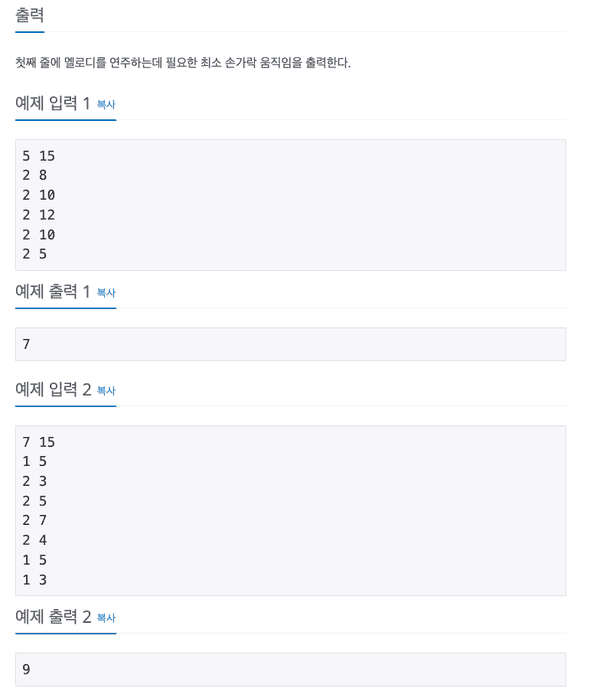 출력
첫째 줄에 멜로디를 연주하는데 필요한 최소 손가락 움직임을 출력한다.
예제 입력 1 복사
5 15
2 8
2 10
2 12
2 10
2 5
예제 출력 1 복사
7
예제 입력 2 복사
7 15
1 5
2 3
2 5
2 7
2 4
1 5
1 3
예제 출력 2 복사
9